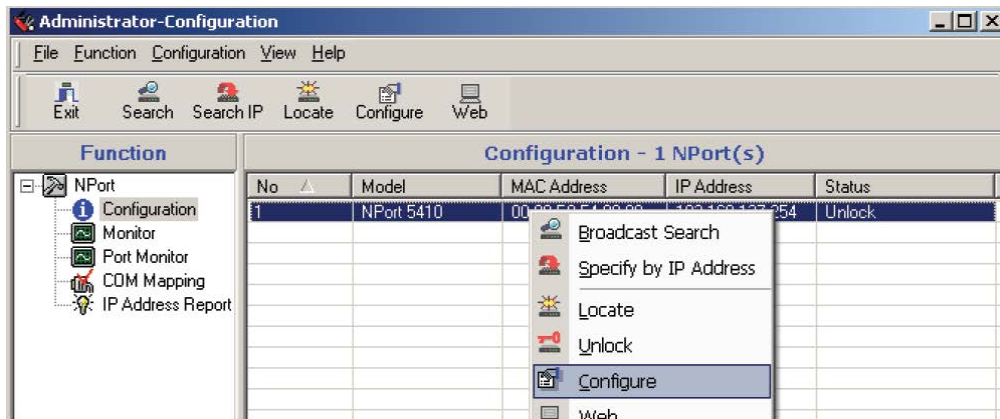 Administrator-Configuration
File Function Configuration View Help
Exit Search Search IP Locate Configure Web
Function
Configuration - 1 NPort(s)
NPort
Configuration
Monitor
Port Monitor
COM Mapping
IP Address Report
No Model MAC Address IP Address Status
1 NPort 5410 254 Unlock
Broadcast Search
Specify by IP Address
Locate
Unlock
Configure
Web